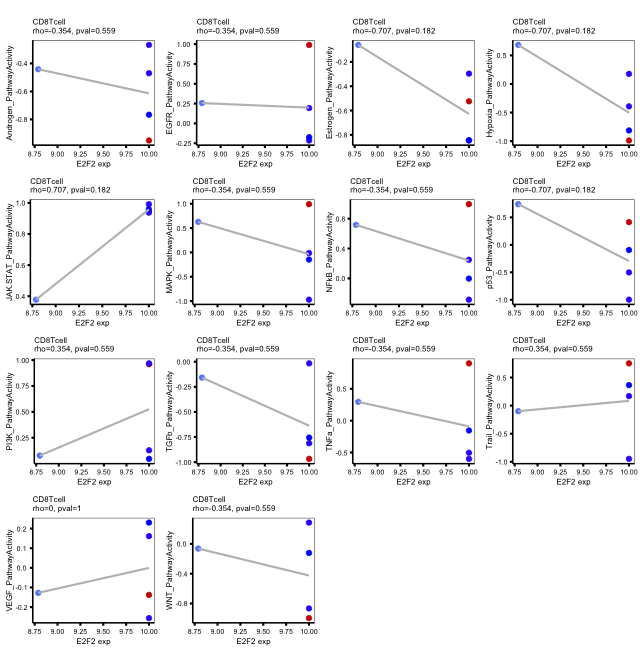 CD8Tcell
rho=-0.354, pval=0.559
Androgen_PathwayActivity
-0.4
-0.6
-0.8
8.75 9.00 9.25 9.50 9.75 10.00
E2F2 exp
CD8Tcell
rho=-0.354, pval=0.559
EGFR_PathwayActivity
1.00
0.75
0.50
0.25
0.00
-0.25
8.75 9.00 9.25 9.50 9.75 10.00
E2F2 exp
CD8Tcell
rho=-0.707, pval=0.182
Estrogen_PathwayActivity
-0.2
-0.4
-0.6
-0.8
8.75 9.00 9.25 9.50 9.75 10.00
E2F2 exp
CD8Tcell
rho=-0.707, pval=0.182
Hypoxia_PathwayActivity
0.5
0.0
-0.5
-1.0
8.75 9.00 9.25 9.50 9.75 10.00
E2F2 exp
CD8Tcell
rho=0.707, pval=0.182
JAK.STAT_PathwayActivity
1.0
0.8
0.6
0.4
8.75 9.00 9.25 9.50 9.75 10.00
E2F2 exp
CD8Tcell
rho=-0.354, pval=0.559
MAPK_PathwayActivity
1.0
0.5
0.0
-0.5
-1.0
8.75 9.00 9.25 9.50 9.75 10.00
E2F2 exp
CD8Tcell
rho=-0.354, pval=0.559
NFkB_PathwayActivity
0.8
0.4
0.0
8.75 9.00 9.25 9.50 9.75 10.00
E2F2 exp
CD8Tcell
rho=-0.707, pval=0.182
p53_PathwayActivity
0.5
0.0
-0.5
-1.0
8.75 9.00 9.25 9.50 9.75 10.00
E2F2 exp
CD8Tcell
rho=0.354, pval=0.559
PI3K_PathwayActivity
1.00
0.75
0.50
0.25
8.75 9.00 9.25 9.50 9.75 10.00
E2F2 exp
CD8Tcell
rho=-0.354, pval=0.559
TGFb_PathwayActivity
0.00
-0.25
-0.50
-0.75
-1.00
8.75 9.00 9.25 9.50 9.75 10.00
E2F2 exp
CD8Tcell
rho=-0.354, pval=0.559
TNFa_PathwayActivity
0.5
0.0
-0.5
8.75 9.00 9.25 9.50 9.75 10.00
E2F2 exp
CD8Tcell
rho=0.354, pval=0.559
Trail_PathwayActivity
0.5
0.0
-0.5
-1.0
8.75 9.00 9.25 9.50 9.75 10.00
E2F2 exp
CD8Tcell
rho=0, pval=1
VEGF_PathwayActivity
0.2
0.1
0.0
-0.1
-0.2
8.75 9.00 9.25 9.50 9.75 10.00
E2F2 exp
CD8Tcell
rho=-0.354, pval=0.559
WNT_PathwayActivity
0.0
-0.4
-0.8
8.75 9.00 9.25 9.50 9.75 10.00
E2F2 exp